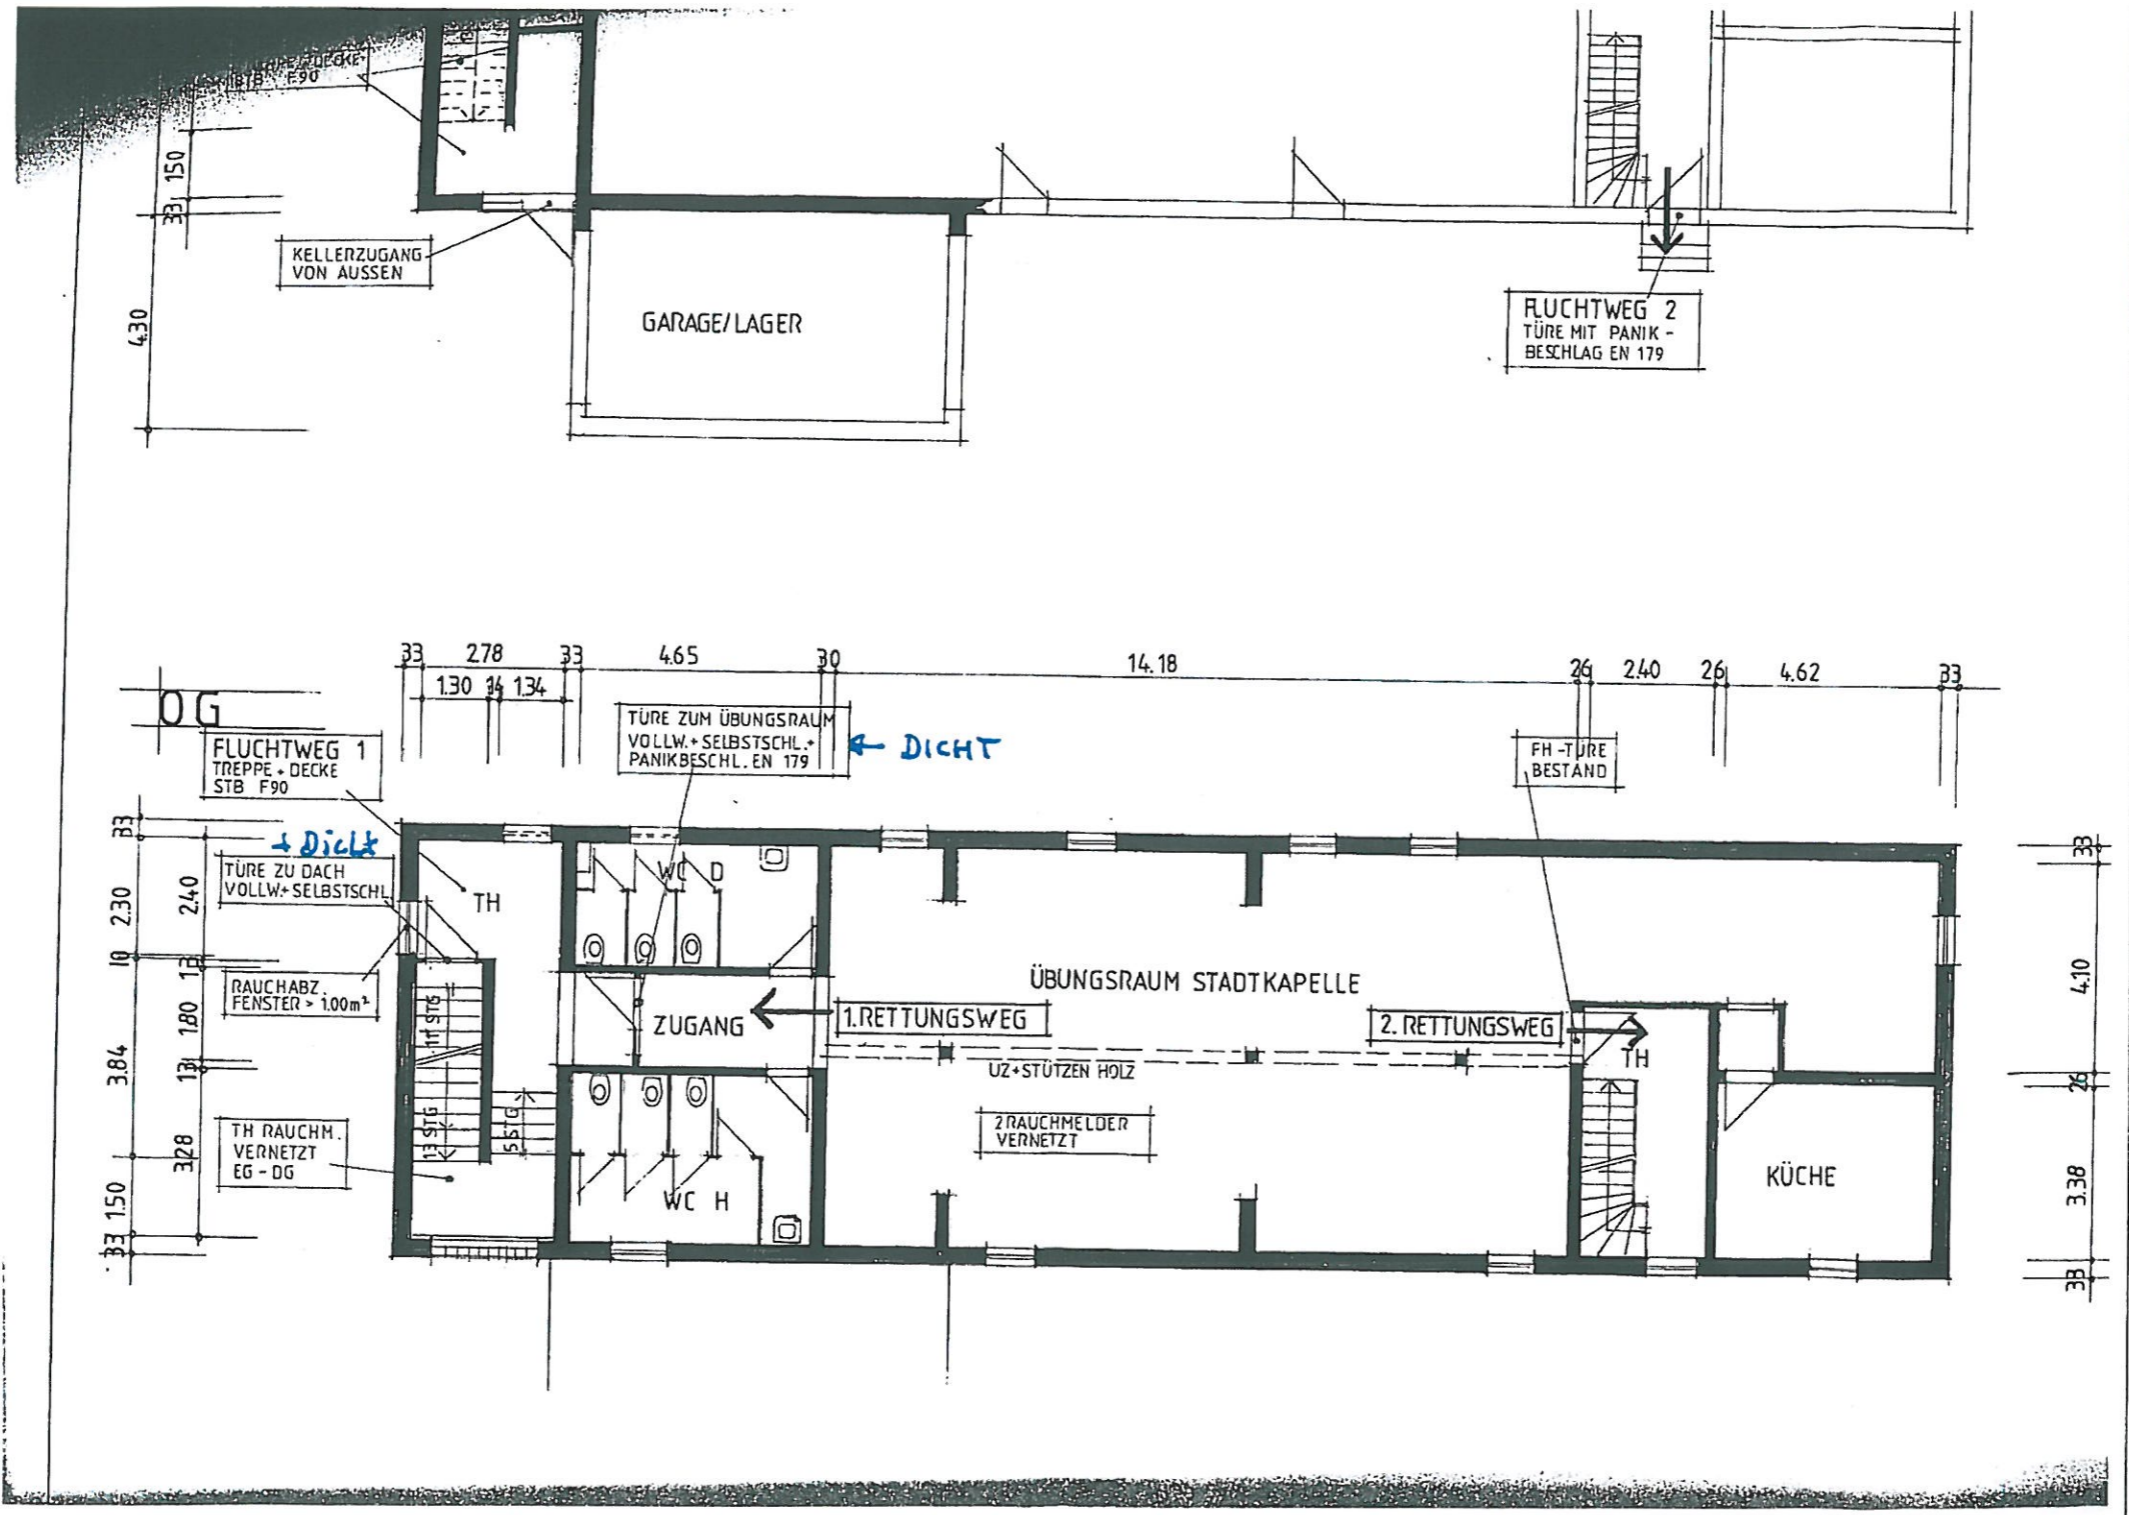 DECKE
STB F90
150
33
4.30
KELLERZUGANG
VON AUSSEN
GARAGE/LAGER
FLUCHTWEG 2
TÜRE MIT PANIK-
BESCHLAG EN 179
33 2.78 33 4.65 30 14.18 26 2.40 26 4.62 33
1.30 14 1.34
OG
TÜRE ZUM ÜBUNGSRAUM
VOLLW.+SELBSTSCHL.+
PANIKBESCHL. EN 179
← DICHT
FLUCHTWEG 1
TREPPE + DECKE
STB F90
FH-TÜRE
BESTAND
+ Dicht
TÜRE ZU DACH
VOLLW.+SELBSTSCHL
RAUCHABZ.
FENSTER > 1.00m²
TH RAUCHM.
VERNETZT
EG - DG
33
2.30
10
3.84
1.50
33
2.40
13
1.80
13
3.28
TH
WC D
11 STG
13 STG
5 STG
ZUGANG
1.RETTUNGSWEG
ÜBUNGSRAUM STADTKAPELLE
2. RETTUNGSWEG
TH
UZ+STÜTZEN HOLZ
2 RAUCHMELDER
VERNETZT
WC H
KÜCHE
33
4.10
26
3.38
33